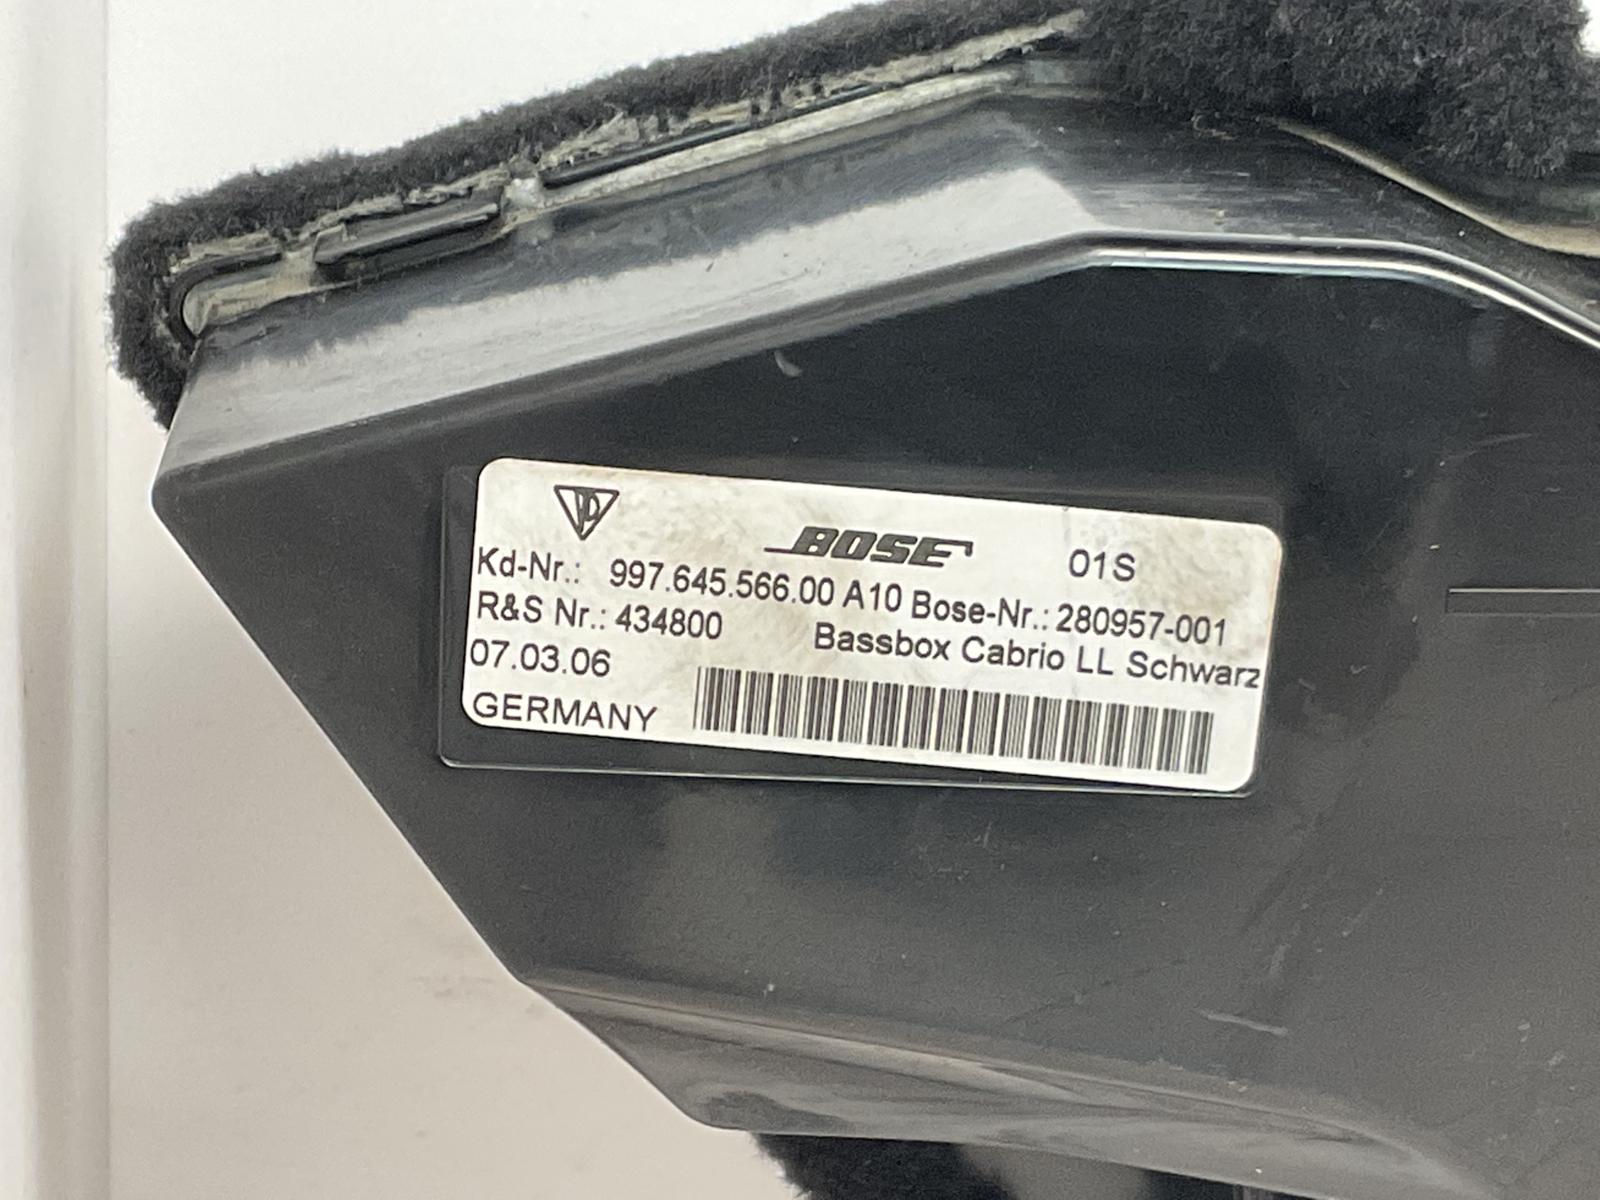 BOSE 01S
Kd-Nr.: 997.645.566.00 A10 Bose-Nr.: 280957-001
R&S Nr.: 434800 Bassbox Cabrio LL Schwarz
07.03.06
GERMANY